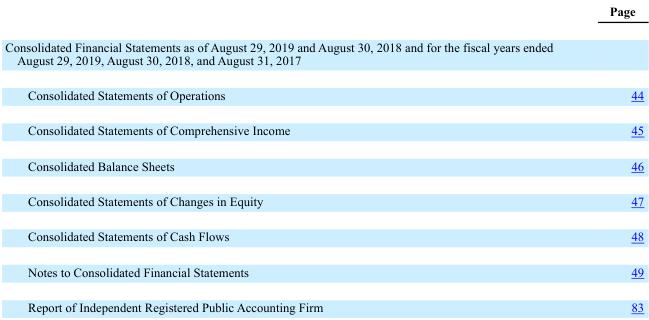 Page
Consolidated Financial Statements as of August 29, 2019 and August 30, 2018 and for the fiscal years ended
August 29, 2019, August 30, 2018, and August 31, 2017
Consolidated Statements of Operations 44
Consolidated Statements of Comprehensive Income 45
Consolidated Balance Sheets 46
Consolidated Statements of Changes in Equity 47
Consolidated Statements of Cash Flows 48
Notes to Consolidated Financial Statements 49
Report of Independent Registered Public Accounting Firm 83